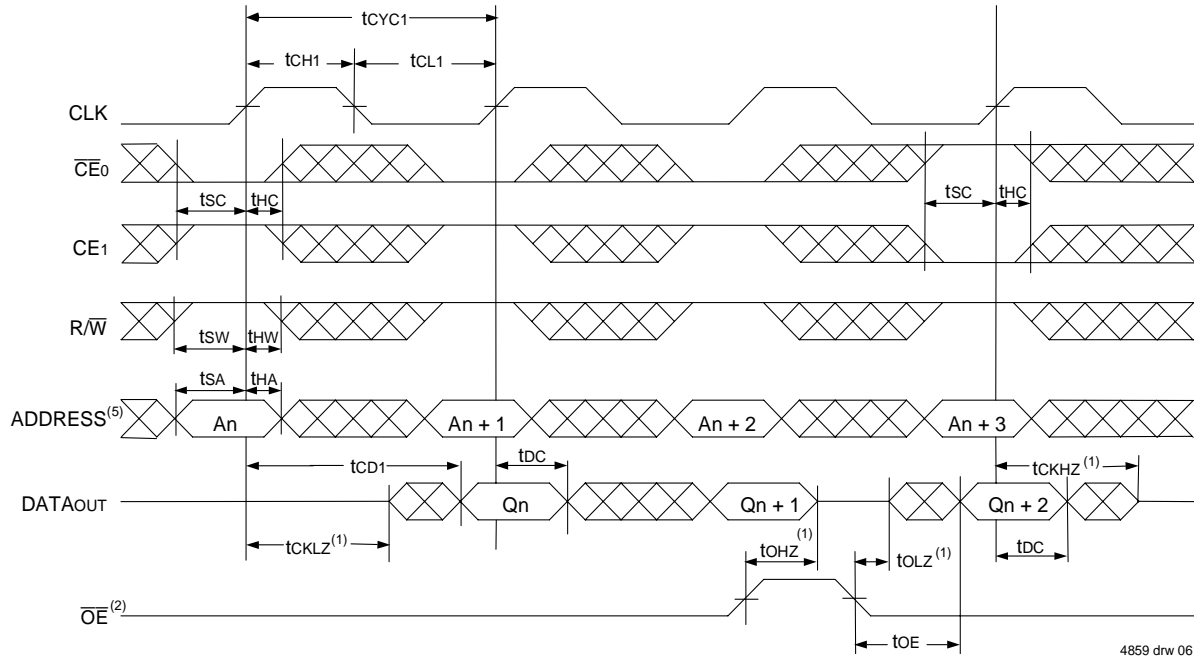 tCYC1
tCH1 tCL1
CLK
CE0
tSC tHC tSC tHC
CE1
R/W
tSW tHW
tSA tHA
ADDRESS(5) An An + 1 An + 2 An + 3
tCD1 tDC tCKHZ(1)
DATAOUT Qn Qn + 1 Qn + 2
tCKLZ(1) tOHZ(1) tOLZ(1) tDC
OE(2)
tOE
4859 drw 06